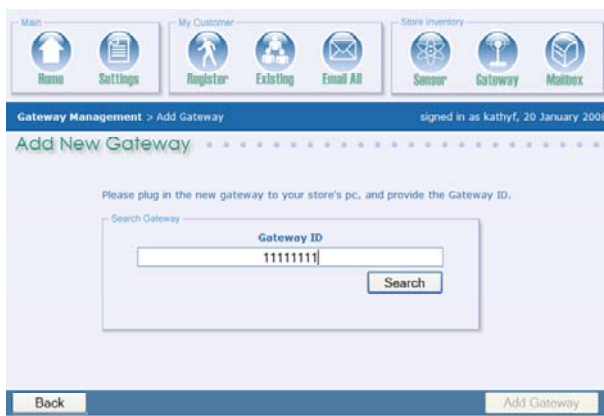 Main
My Customer
Store Inventory
Home Settings Register Existing Email All Sensor Gateway Mailbox
Gateway Management > Add Gateway signed in as kathyf, 20 January 2008
Add New Gateway
Please plug in the new gateway to your store's pc, and provide the Gateway ID.
Search Gateway
Gateway ID
11111111
Search
Back Add Gateway